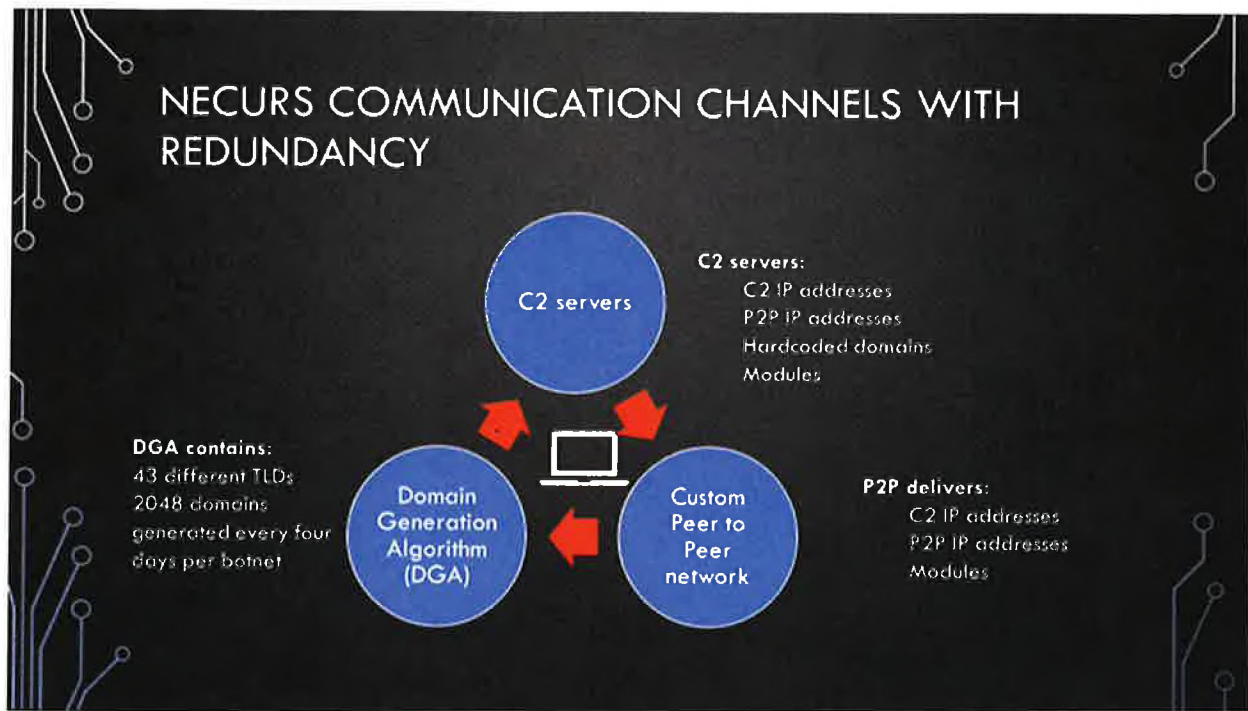 NECURS COMMUNICATION CHANNELS WITH
REDUNDANCY
C2 servers
C2 servers:
C2 IP addresses
P2P IP addresses
Hardcoded domains
Modules
DGA contains:
43 different TLDs
2048 domains
generated every four
days per botnet
Domain
Generation
Algorithm
(DGA)
Custom
Peer to
Peer
network
P2P delivers:
C2 IP addresses
P2P IP addresses
Modules